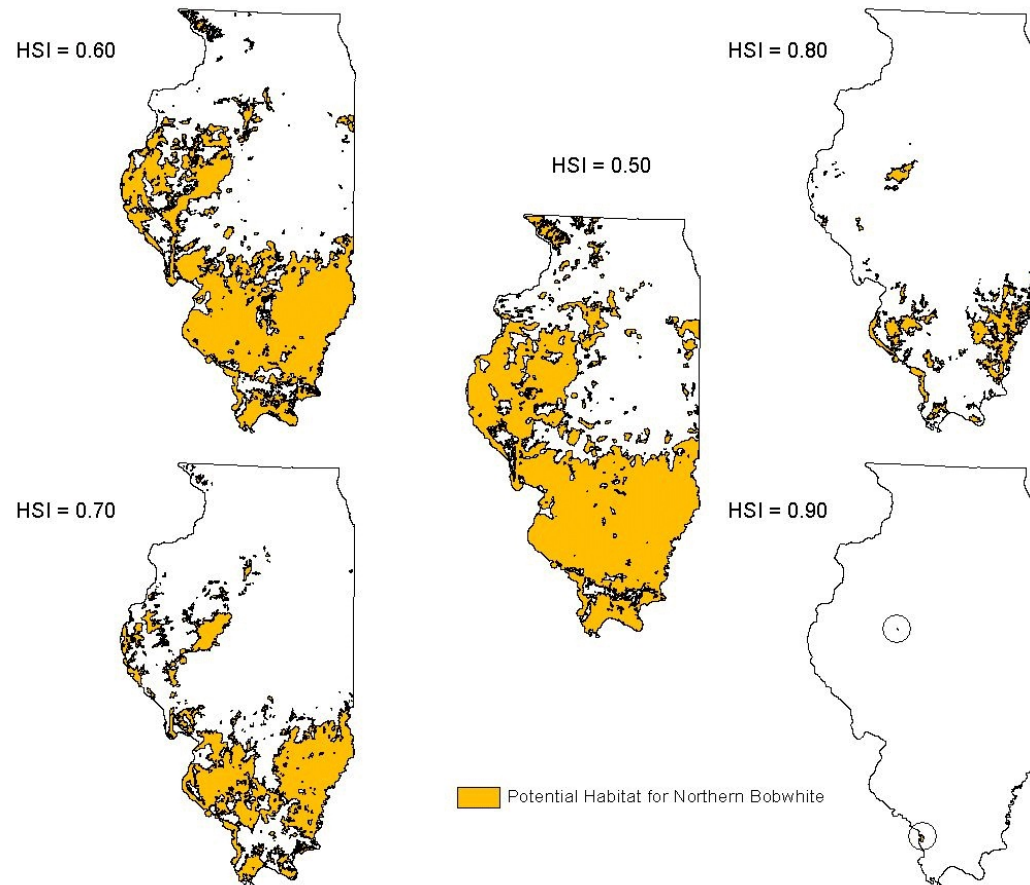 HSI = 0.60
HSI = 0.80
HSI = 0.50
HSI = 0.70
HSI = 0.90
Potential Habitat for Northern Bobwhite